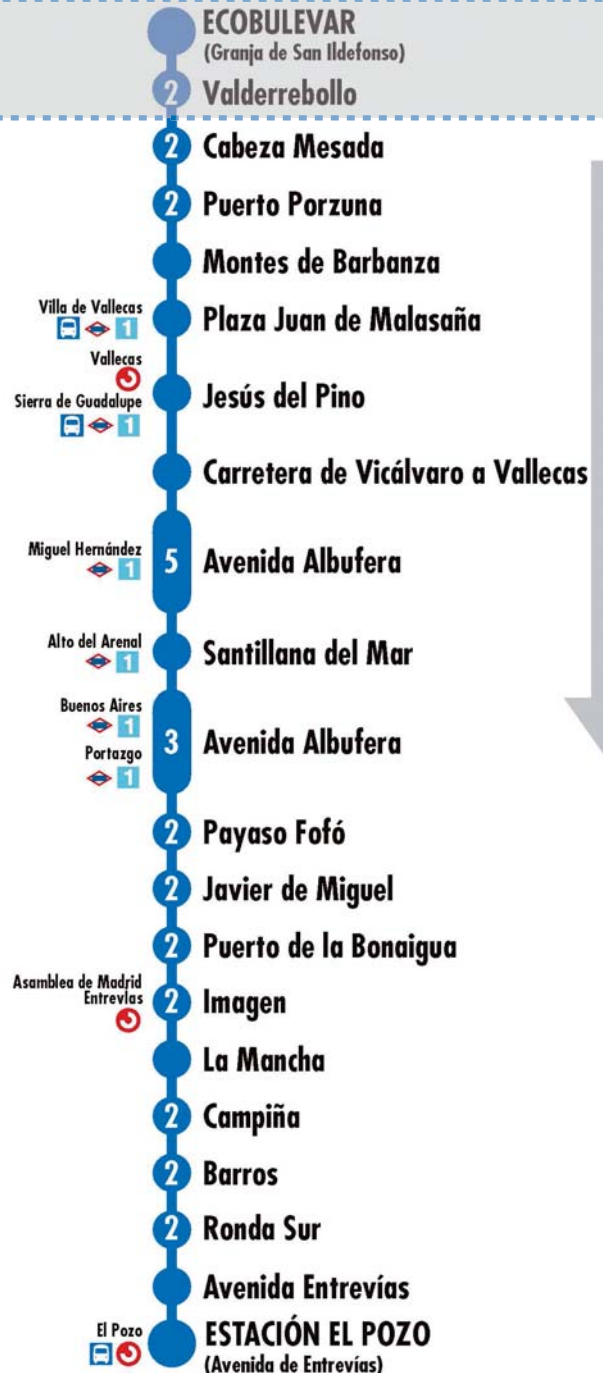 ECOBULEVAR
(Granja de San Ildefonso)
2 Valderrebollo
2 Cabeza Mesada
2 Puerto Porzuna
Montes de Barbanza
Villa de Vallecas
1
Plaza Juan de Malasaña
Vallecas
Sierra de Guadalupe
1
Jesús del Pino
Carretera de Vicálvaro a Vallecas
Miguel Hernández
1
5 Avenida Albufera
Alto del Arenal
1
Santillana del Mar
Buenos Aires
1
Portazgo
1
3 Avenida Albufera
2 Payaso Fofó
2 Javier de Miguel
2 Puerto de la Bonaigua
Asamblea de Madrid
Entrevías
2 Imagen
La Mancha
2 Campiña
2 Barros
2 Ronda Sur
Avenida Entrevías
El Pozo
ESTACIÓN EL POZO
(Avenida de Entrevías)